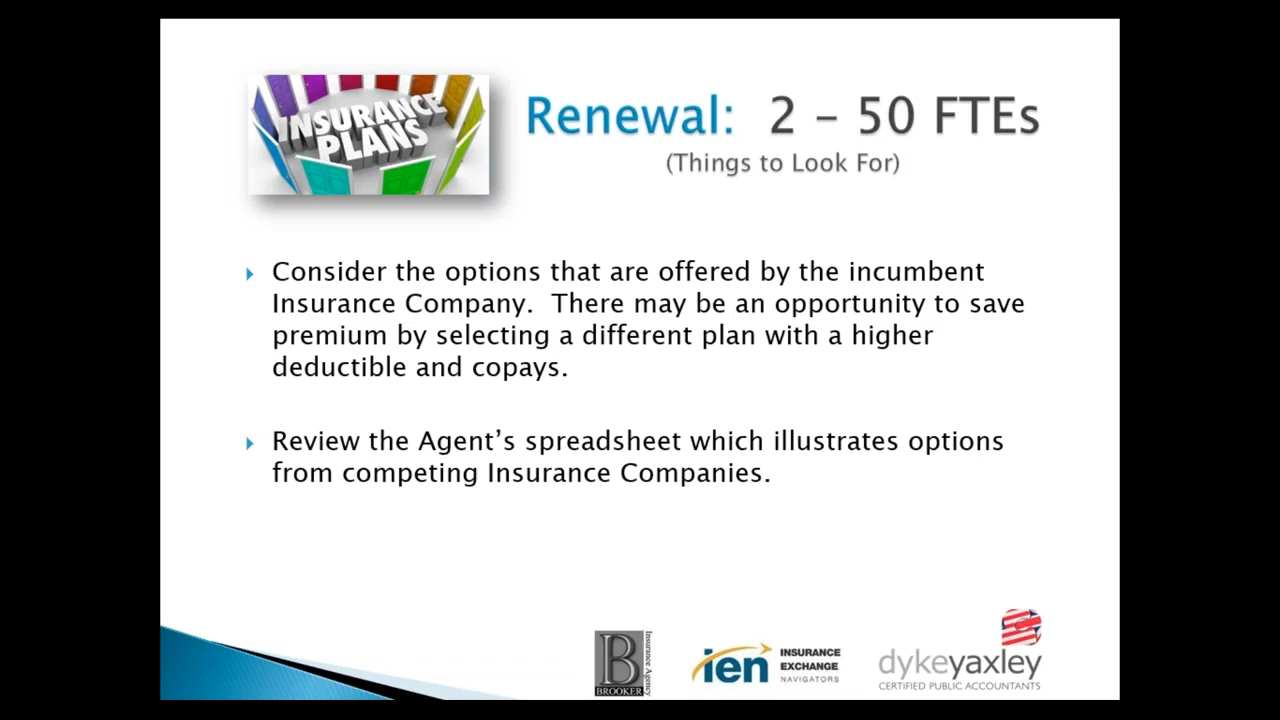 INSURANCE
PLANS
Renewal: 2 – 50 FTEs
(Things to Look For)
Consider the options that are offered by the incumbent
Insurance Company. There may be an opportunity to save
premium by selecting a different plan with a higher
deductible and copays.
Review the Agent’s spreadsheet which illustrates options
from competing Insurance Companies.
B
BROOKER
Insurance Agency
ien
INSURANCE
EXCHANGE
NAVIGATORS
dykeyaxley
CERTIFIED PUBLIC ACCOUNTANTS